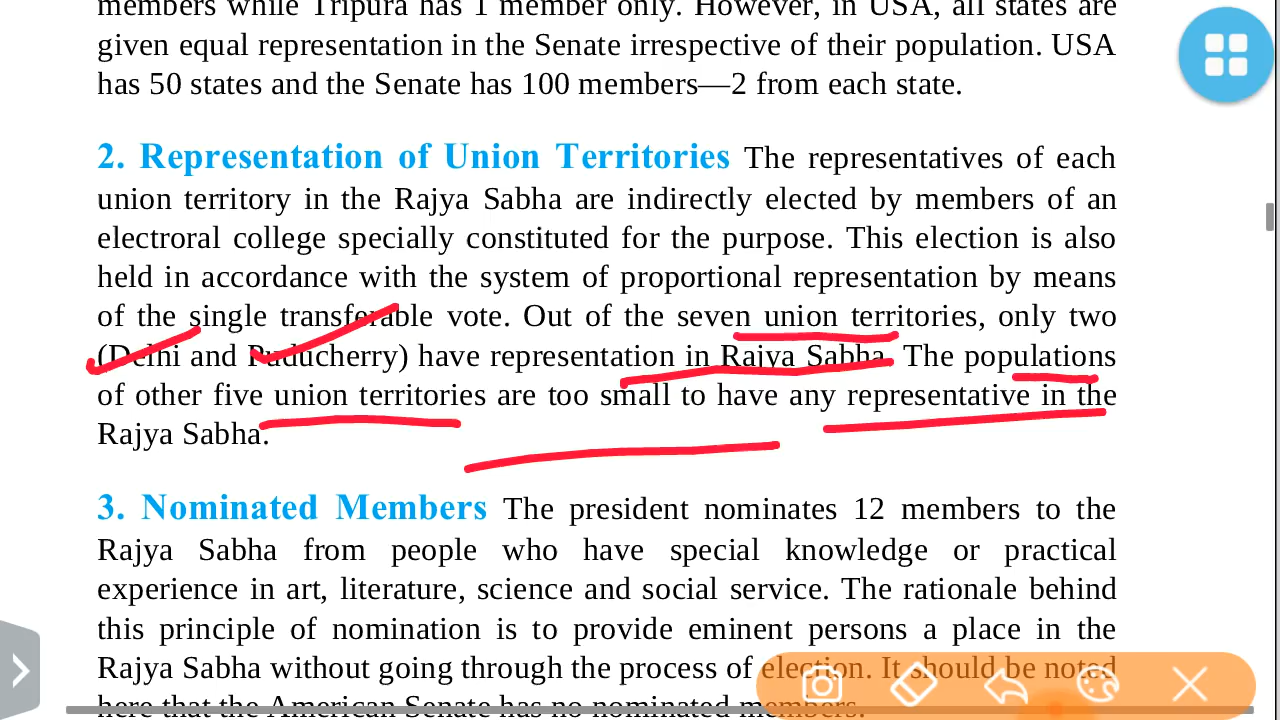 members while Tripura has 1 member only. However, in USA, all states are
given equal representation in the Senate irrespective of their population. USA
has 50 states and the Senate has 100 members—2 from each state.
2. Representation of Union Territories The representatives of each
union territory in the Rajya Sabha are indirectly elected by members of an
electroral college specially constituted for the purpose. This election is also
held in accordance with the system of proportional representation by means
of the single transferable vote. Out of the seven union territories, only two
(Delhi and Puducherry) have representation in Rajya Sabha. The populations
of other five union territories are too small to have any representative in the
Rajya Sabha.
3. Nominated Members The president nominates 12 members to the
Rajya Sabha from people who have special knowledge or practical
experience in art, literature, science and social service. The rationale behind
this principle of nomination is to provide eminent persons a place in the
Rajya Sabha without going through the process of election. It should be noted
here that the American Senate has no nominated members.